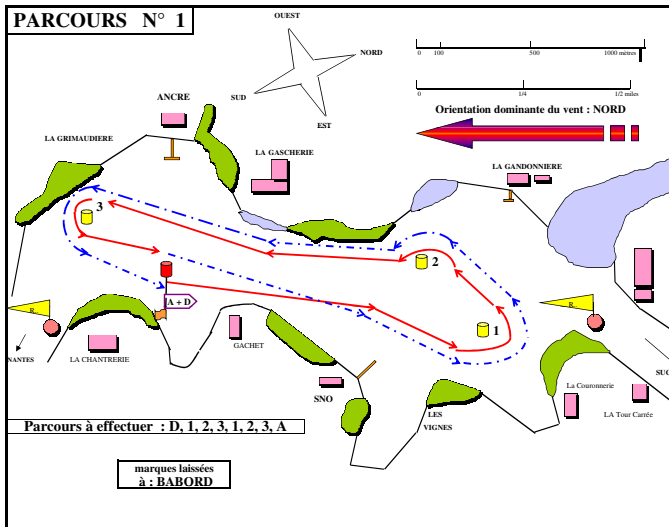 PARCOURS N° 1
OUEST
NORD
SUD
EST
0 100 500 1000 mètres
0 1/4 1/2 miles
Orientation dominante du vent : NORD
ANCRE
LA GRIMAUDIERE
LA GASCHERIE
LA GANDONNIERE
3
2
A + D
R
R
1
NANTES
LA CHANTRERIE
GACHET
SUC
SNO
La Couronnerie
LES
VIGNES
LA Tour Carrée
Parcours à effectuer : D, 1, 2, 3, 1, 2, 3, A
marques laissées
à : BABORD